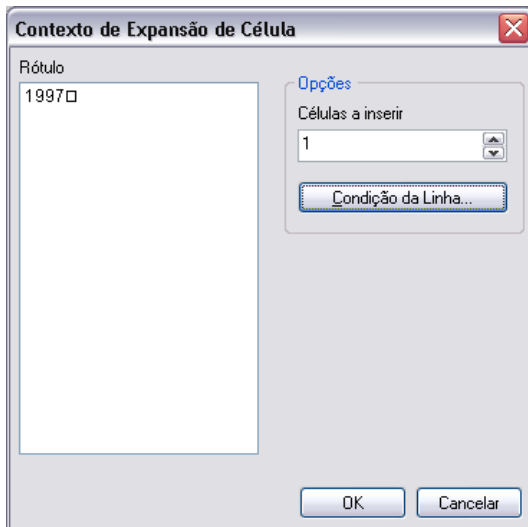 Contexto de Expansão de Célula
Rótulo
1997□
Opções
Células a inserir
1
Condição da Linha...
OK
Cancelar